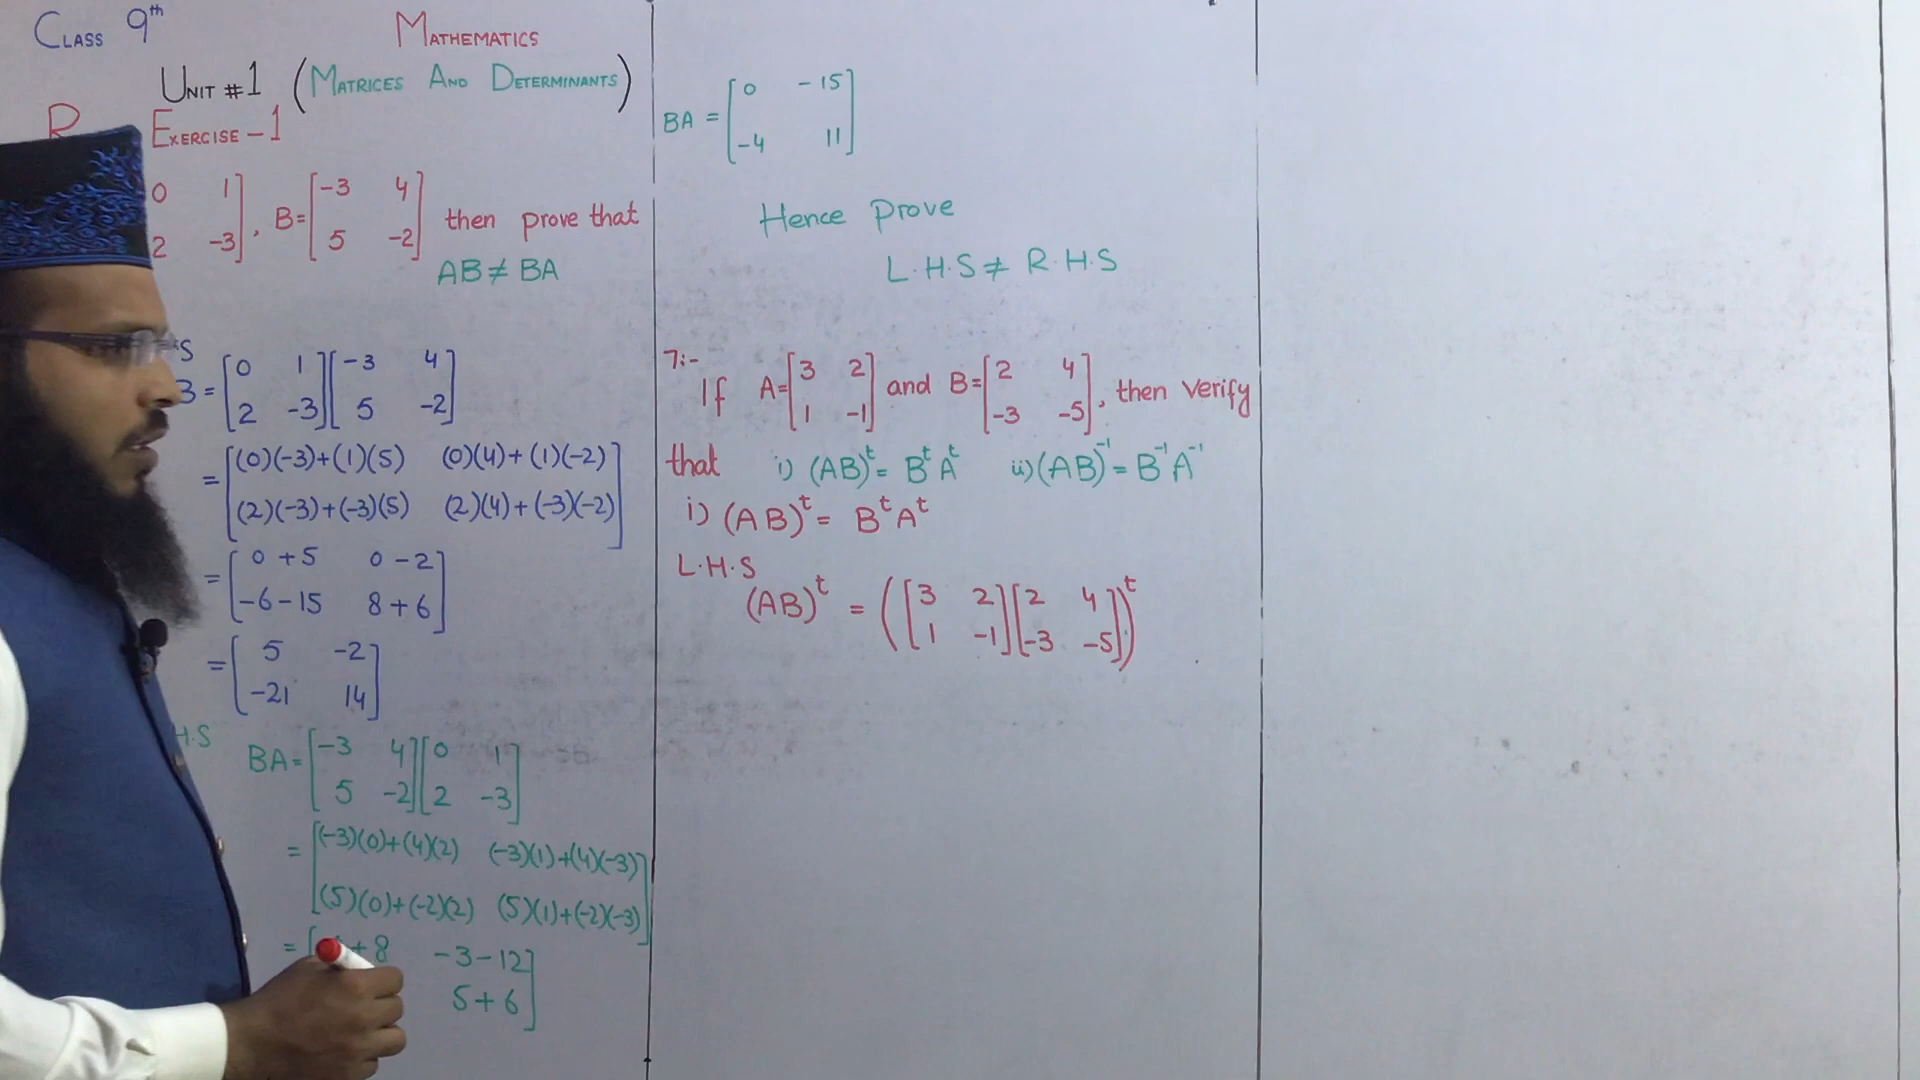 CLASS 9th MATHEMATICS
UNIT #1 (MATRICES AND DETERMINANTS)
EXERCISE-1
0 1
2 -3 ], B=[ -3 4
5 -2 ] then prove that
AB ≠ BA
= [ 0 1
2 -3 ] [ -3 4
5 -2 ]
= [ (0)(-3)+(1)(5) (0)(4)+(1)(-2)
(2)(-3)+(-3)(5) (2)(4)+(-3)(-2) ]
= [ 0+5 0-2
-6-15 8+6 ]
= [ 5 -2
-21 14 ]
H.S
BA = [ -3 4
5 -2 ] [ 0 1
2 -3 ]
= [ (-3)(0)+(4)(2) (-3)(1)+(4)(-3)
(5)(0)+(-2)(2) (5)(1)+(-2)(-3) ]
= [ +8 -3-12
5+6 ]
BA = [ 0 -15
-4 11 ]
Hence Prove
L.H.S ≠ R.H.S
7:-
If A=[ 3 2
1 -1 ] and B=[ 2 4
-3 -5 ], then Verify
that i) (AB)^t = B^t A^t ii) (AB)^-1 = B^-1 A^-1
i) (AB)^t = B^t A^t
L.H.S
(AB)^t = ( [ 3 2
1 -1 ] [ 2 4
-3 -5 ] )^t